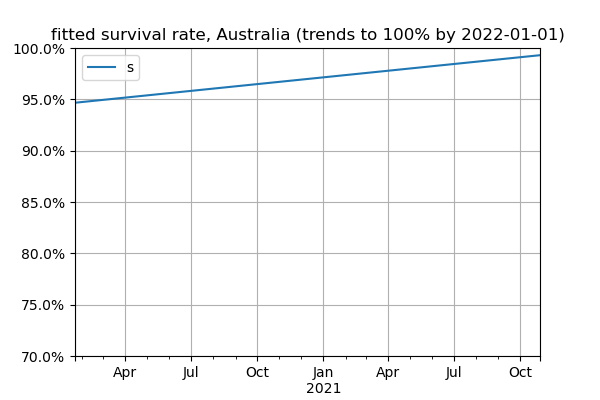 fitted survival rate, Australia (trends to 100% by 2022-01-01)
100.0%
s
95.0%
90.0%
85.0%
80.0%
75.0%
70.0%
Apr Jul Oct Jan Apr Jul Oct
2021